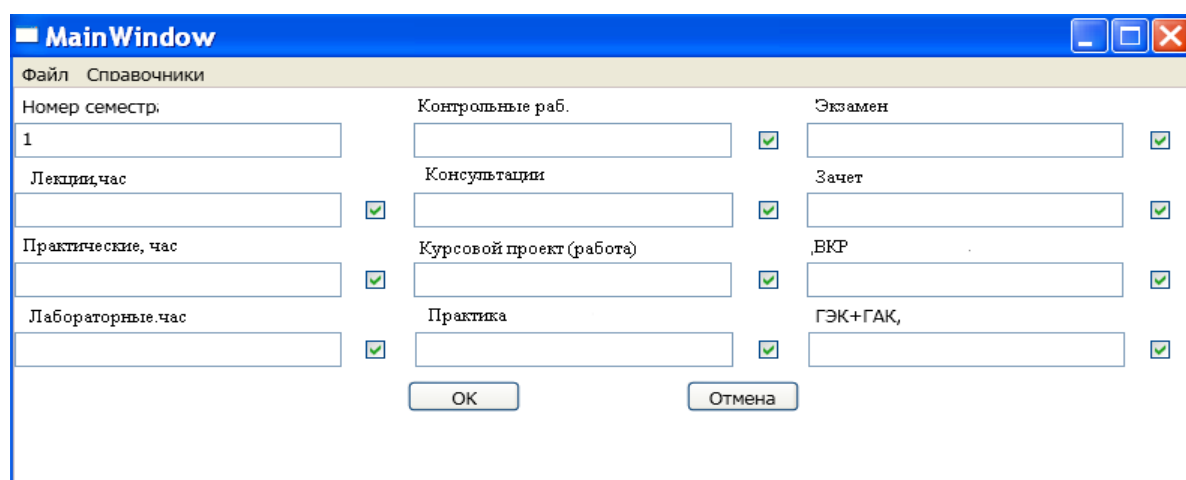 MainWindow
Файл Справочники
Номер семестр
Контрольные раб.
Экзамен
1
Лекции,час
Консультации
Зачет
Практические, час
Курсовой проект (работа)
ВКР
Лабораторные.час
Практика
ГЭК+ГАК,
OK
Отмена